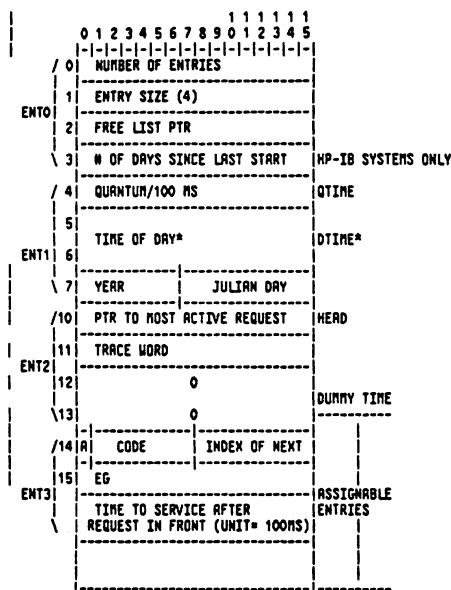 1 1 1 1 1 1
0 1 2 3 4 5 6 7 8 9 0 1 2 3 4 5
/ 0| NUMBER OF ENTRIES
1| ENTRY SIZE (4)
ENT0
2| FREE LIST PTR
\ 3| # OF DAYS SINCE LAST START |HP-IB SYSTEMS ONLY
/ 4| QUANTUM/100 MS |QTIME
5|
TIME OF DAY* |DTIME*
ENT1| 6|
\ 7| YEAR | JULIAN DAY
/10| PTR TO MOST ACTIVE REQUEST |HEAD
11| TRACE WORD
ENT2
12| 0
DUMMY TIME
\13| 0
/14|A| CODE | INDEX OF NEXT
15| EG
ENT3 ASSIGNABLE
TIME TO SERVICE AFTER |ENTRIES
\ REQUEST IN FRONT (UNIT= 100MS)